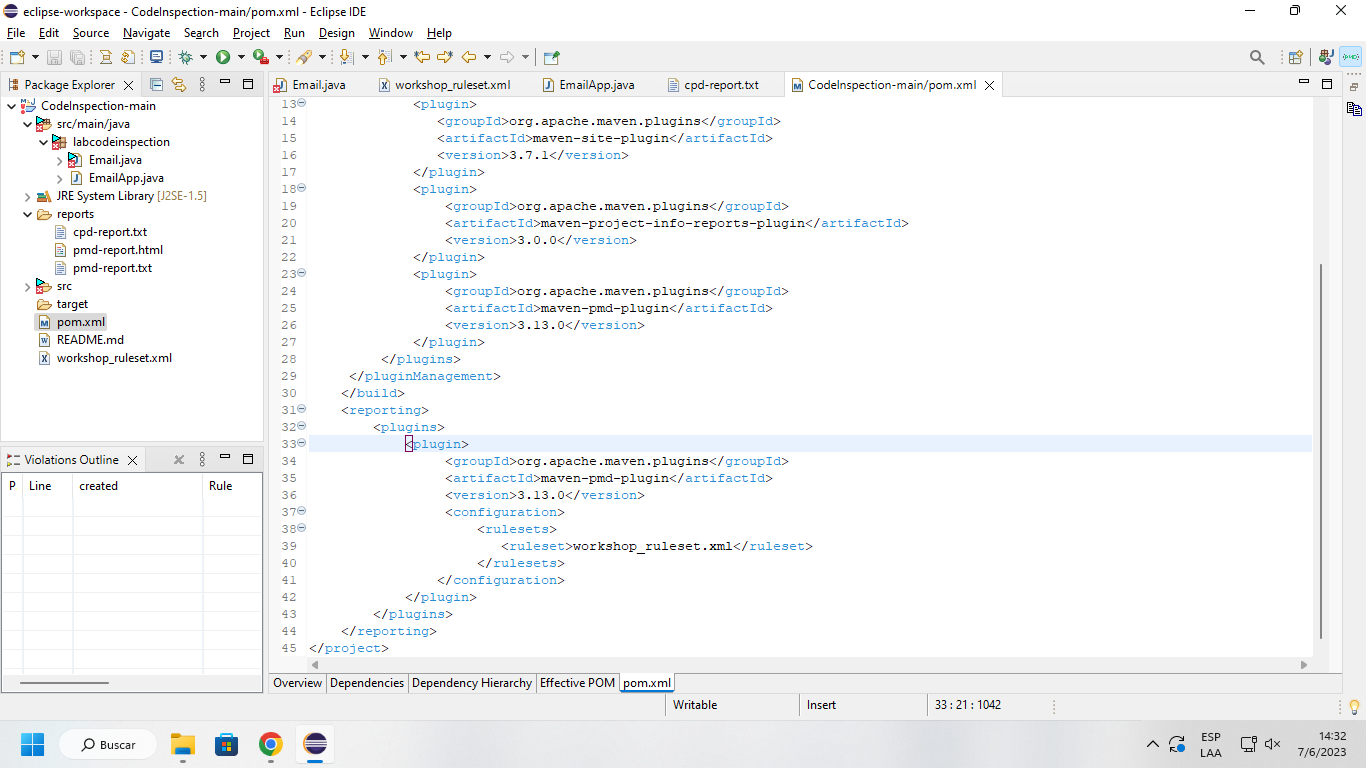 eclipse-workspace - CodeInspection-main/pom.xml - Eclipse IDE
File Edit Source Navigate Search Project Run Design Window Help
Package Explorer
CodeInspection-main
src/main/java
labcodeinspection
Email.java
EmailApp.java
JRE System Library [J2SE-1.5]
reports
cpd-report.txt
pmd-report.html
pmd-report.txt
src
target
pom.xml
README.md
workshop_ruleset.xml
Violations Outline
P Line created Rule
Email.java workshop_ruleset.xml EmailApp.java cpd-report.txt CodeInspection-main/pom.xml
13 <plugin>
14 <groupId>org.apache.maven.plugins</groupId>
15 <artifactId>maven-site-plugin</artifactId>
16 <version>3.7.1</version>
17 </plugin>
18 <plugin>
19 <groupId>org.apache.maven.plugins</groupId>
20 <artifactId>maven-project-info-reports-plugin</artifactId>
21 <version>3.0.0</version>
22 </plugin>
23 <plugin>
24 <groupId>org.apache.maven.plugins</groupId>
25 <artifactId>maven-pmd-plugin</artifactId>
26 <version>3.13.0</version>
27 </plugin>
28 </plugins>
29 </pluginManagement>
30 </build>
31 <reporting>
32 <plugins>
33 <plugin>
34 <groupId>org.apache.maven.plugins</groupId>
35 <artifactId>maven-pmd-plugin</artifactId>
36 <version>3.13.0</version>
37 <configuration>
38 <rulesets>
39 <ruleset>workshop_ruleset.xml</ruleset>
40 </rulesets>
41 </configuration>
42 </plugin>
43 </plugins>
44 </reporting>
45 </project>
Overview Dependencies Dependency Hierarchy Effective POM pom.xml
Writable Insert 33 : 21 : 1042
Buscar
ESP
LAA
14:32
7/6/2023